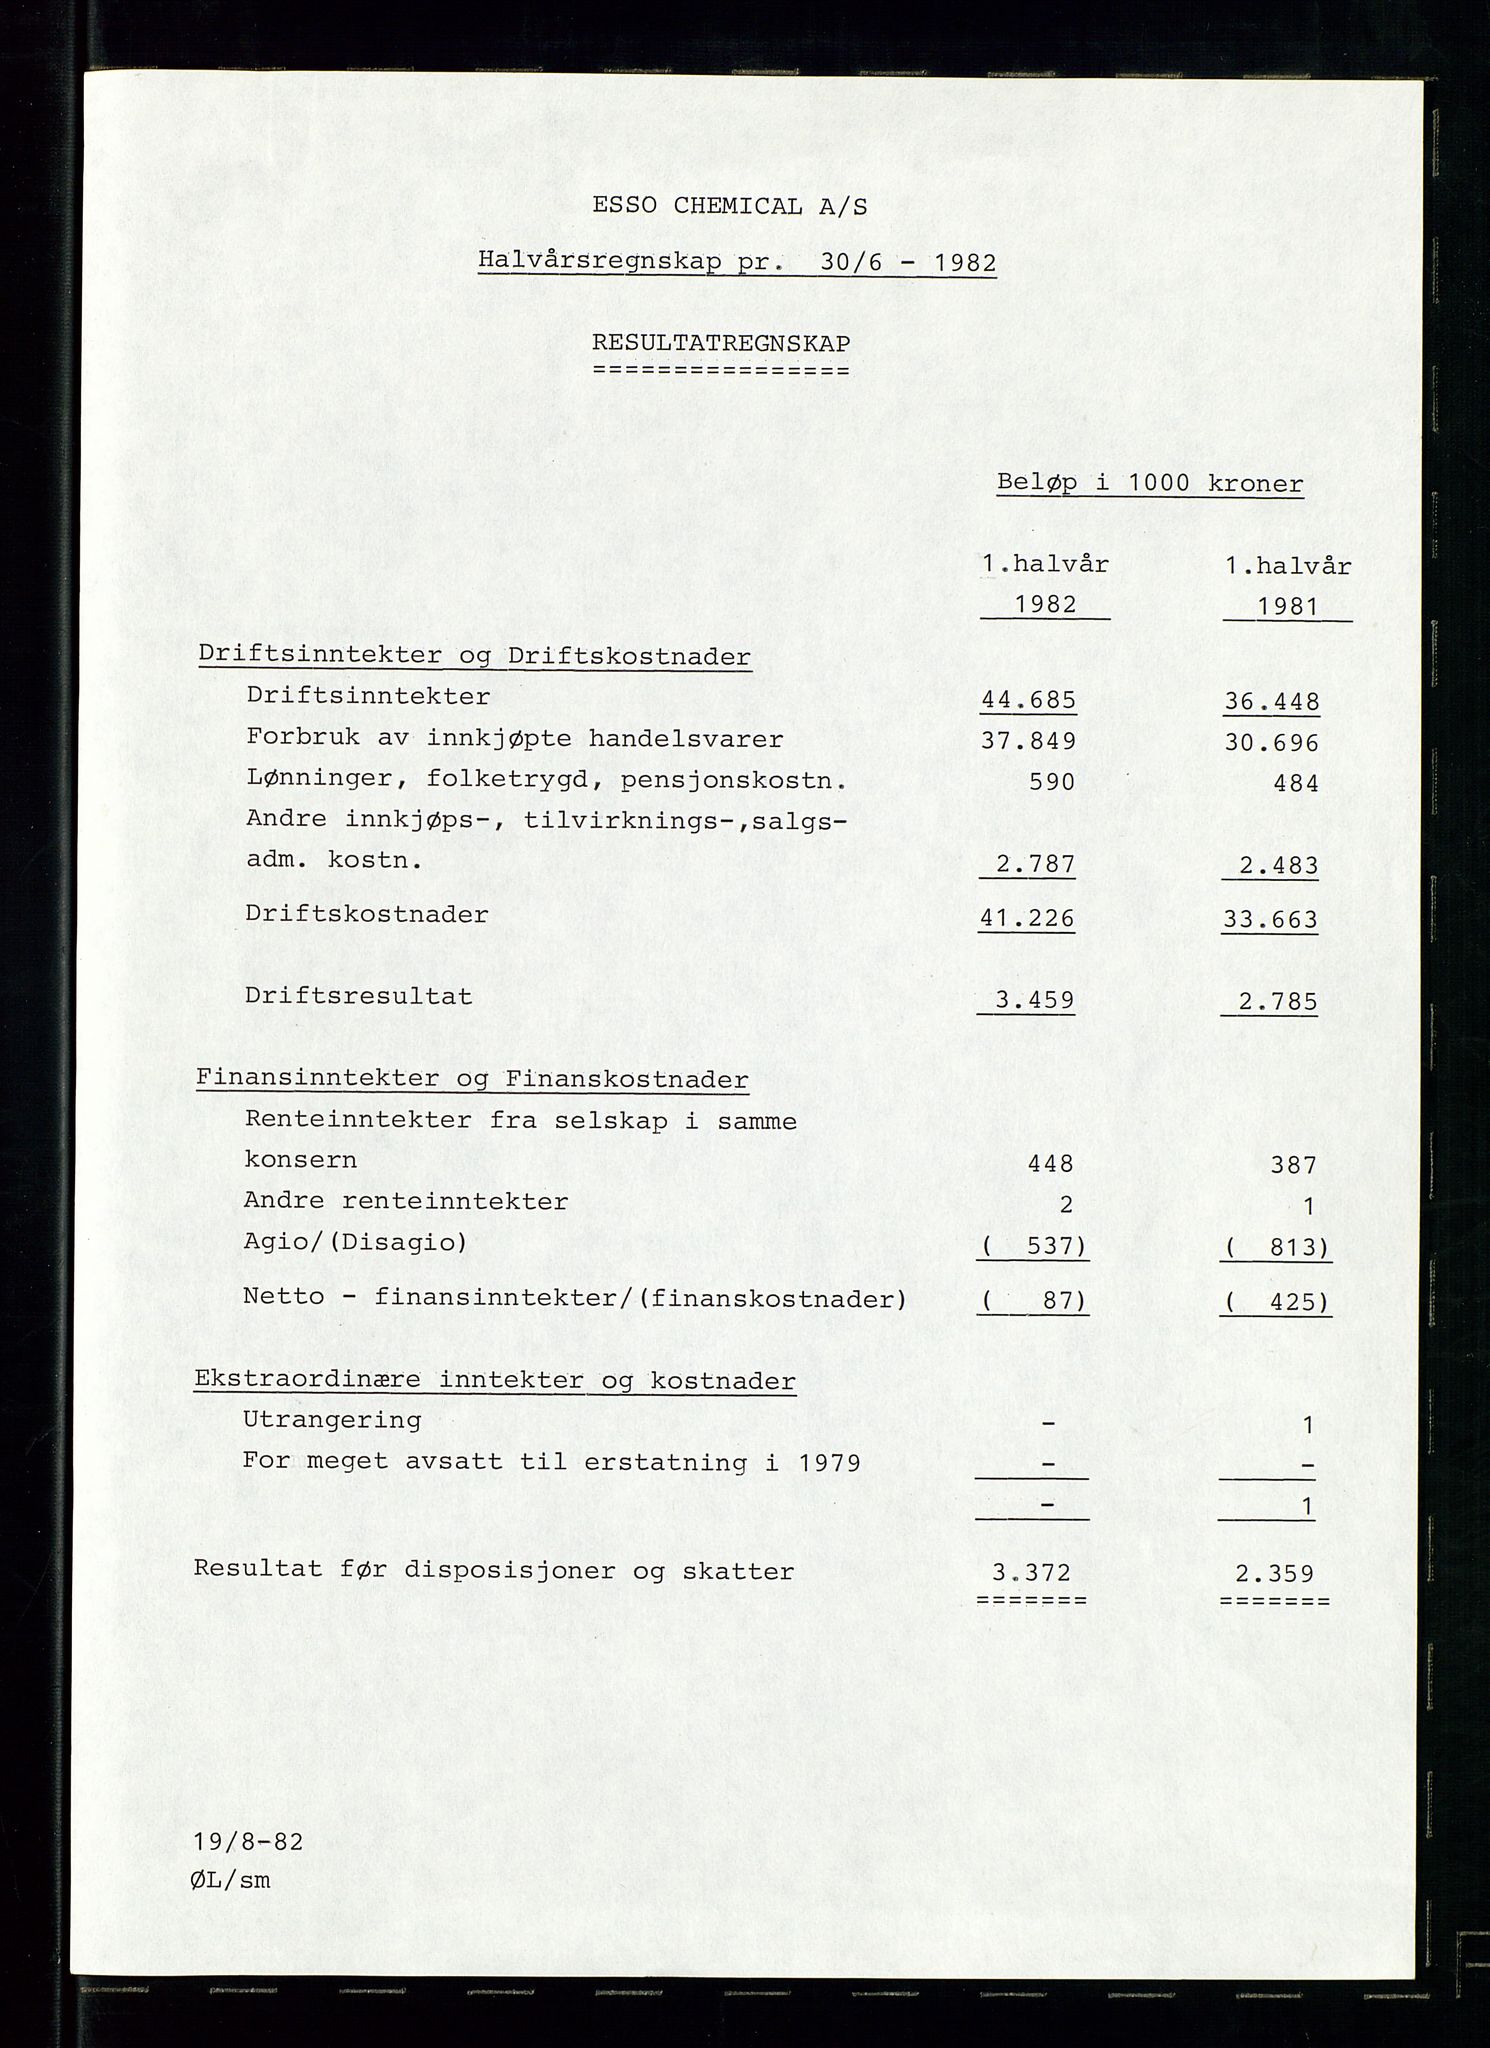 ESSO CHEMICAL A/S
Halvårsregnskap pr. 30/6 - 1982
RESULTATREGNSKAP
================
Beløp i 1000 kroner
1.halvår 1.halvår
1982 1981
Driftsinntekter og Driftskostnader
Driftsinntekter 44.685 36.448
Forbruk av innkjøpte handelsvarer 37.849 30.696
Lønninger, folketrygd, pensjonskostn. 590 484
Andre innkjøps-, tilvirknings-,salgs-
adm. kostn. 2.787 2.483
Driftskostnader 41.226 33.663
Driftsresultat 3.459 2.785
Finansinntekter og Finanskostnader
Renteinntekter fra selskap i samme
konsern 448 387
Andre renteinntekter 2 1
Agio/(Disagio) ( 537) ( 813)
Netto - finansinntekter/(finanskostnader) ( 87) ( 425)
Ekstraordinære inntekter og kostnader
Utrangering - 1
For meget avsatt til erstatning i 1979 - -
- 1
Resultat før disposisjoner og skatter 3.372 2.359
======= =======
19/8-82
ØL/sm